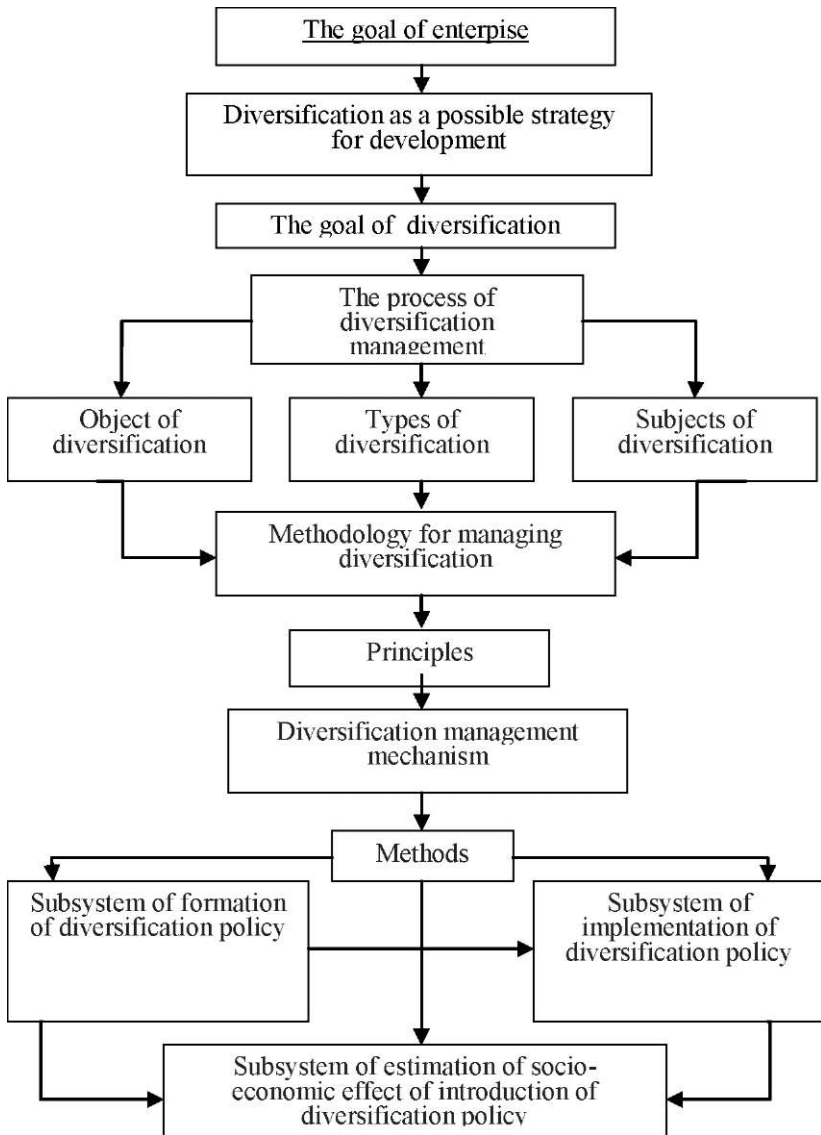 The goal of enterpise
Diversification as a possible strategy
for development
The goal of diversification
The process of
diversification
management
Object of
diversification
Types of
diversification
Subjects of
diversification
Methodology for managing
diversification
Principles
Diversification management
mechanism
Methods
Subsystem of formation
of diversification policy
Subsystem of
implementation of
diversification policy
Subsystem of estimation of socio-
economic effect of introduction of
diversification policy